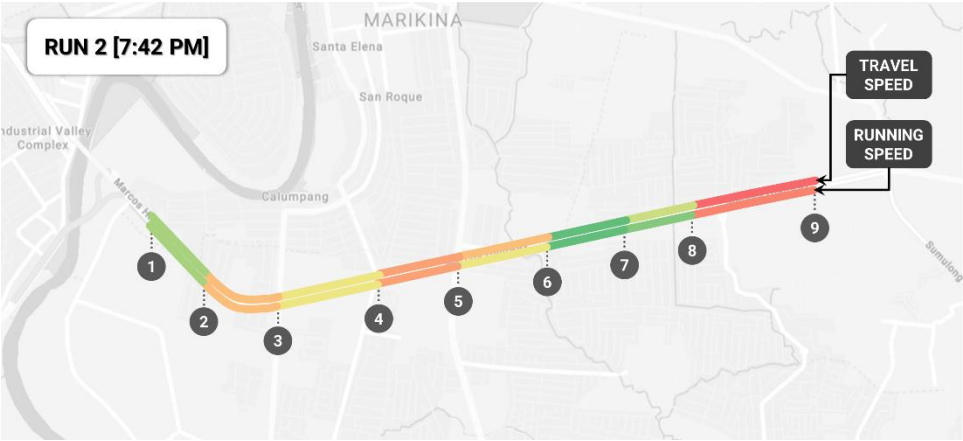 RUN 2 [7:42 PM]
MARIKINA
Santa Elena
San Roque
Industrial Valley
Complex
Marcos H
Calumpang
TRAVEL
SPEED
RUNNING
SPEED
1
2
3
4
5
6
7
8
9
Sumulong